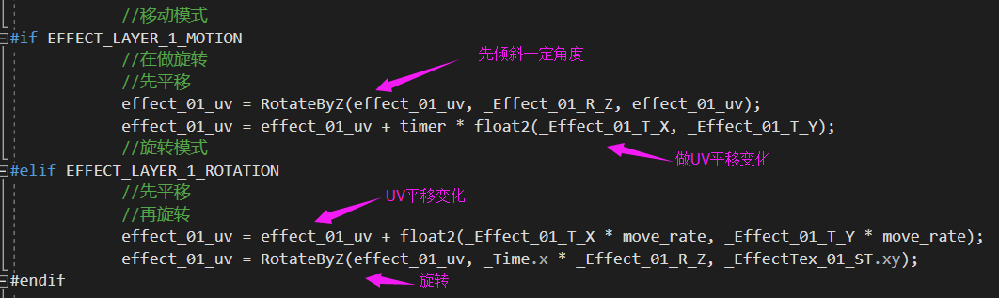 //移动模式
#if EFFECT_LAYER_1_MOTION
//在做旋转
先倾斜一定角度
//先平移
effect_01_uv = RotateByZ(effect_01_uv, _Effect_01_R_Z, effect_01_uv);
effect_01_uv = effect_01_uv + timer * float2(_Effect_01_T_X, _Effect_01_T_Y);
//旋转模式
做UV平移变化
#elif EFFECT_LAYER_1_ROTATION
//先平移
UV平移变化
//再旋转
effect_01_uv = effect_01_uv + float2(_Effect_01_T_X * move_rate, _Effect_01_T_Y * move_rate);
effect_01_uv = RotateByZ(effect_01_uv, _Time.x * _Effect_01_R_Z, _EffectTex_01_ST.xy);
#endif
旋转